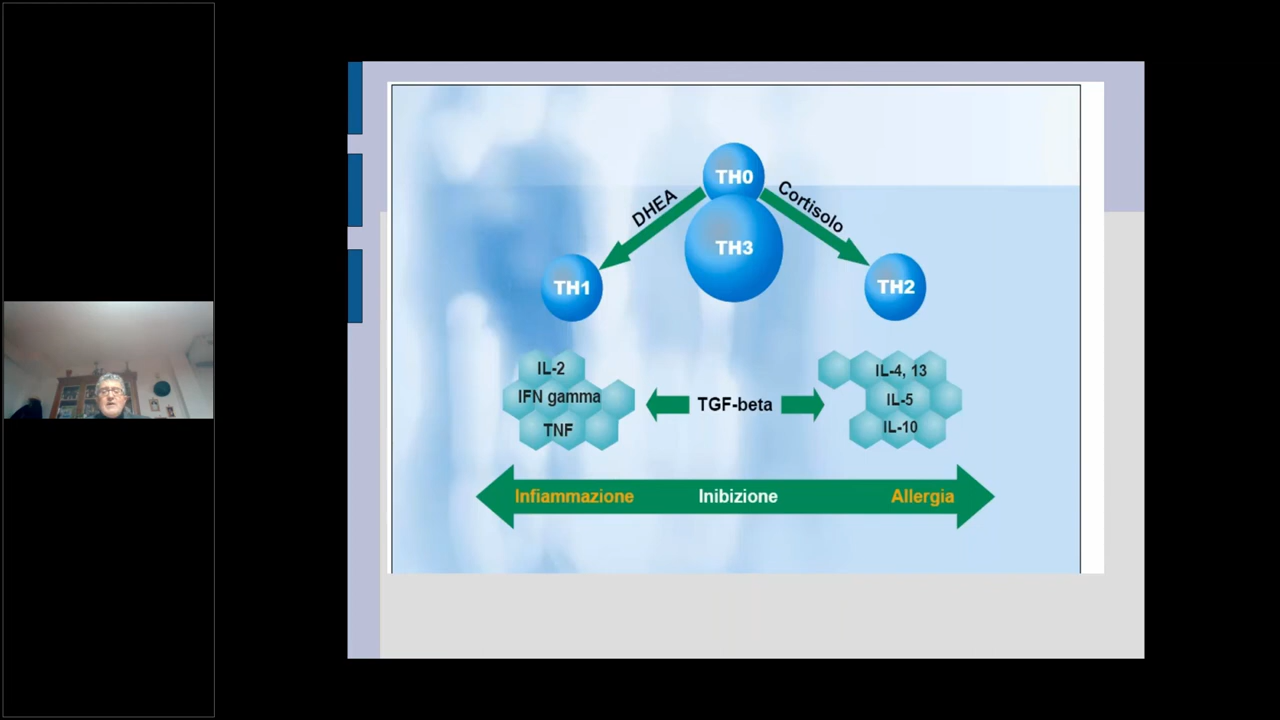 TH0
DHEA
Cortisolo
TH3
TH1
TH2
IL-2
IFN gamma
TNF
TGF-beta
IL-4, 13
IL-5
IL-10
Infiammazione
Inibizione
Allergia